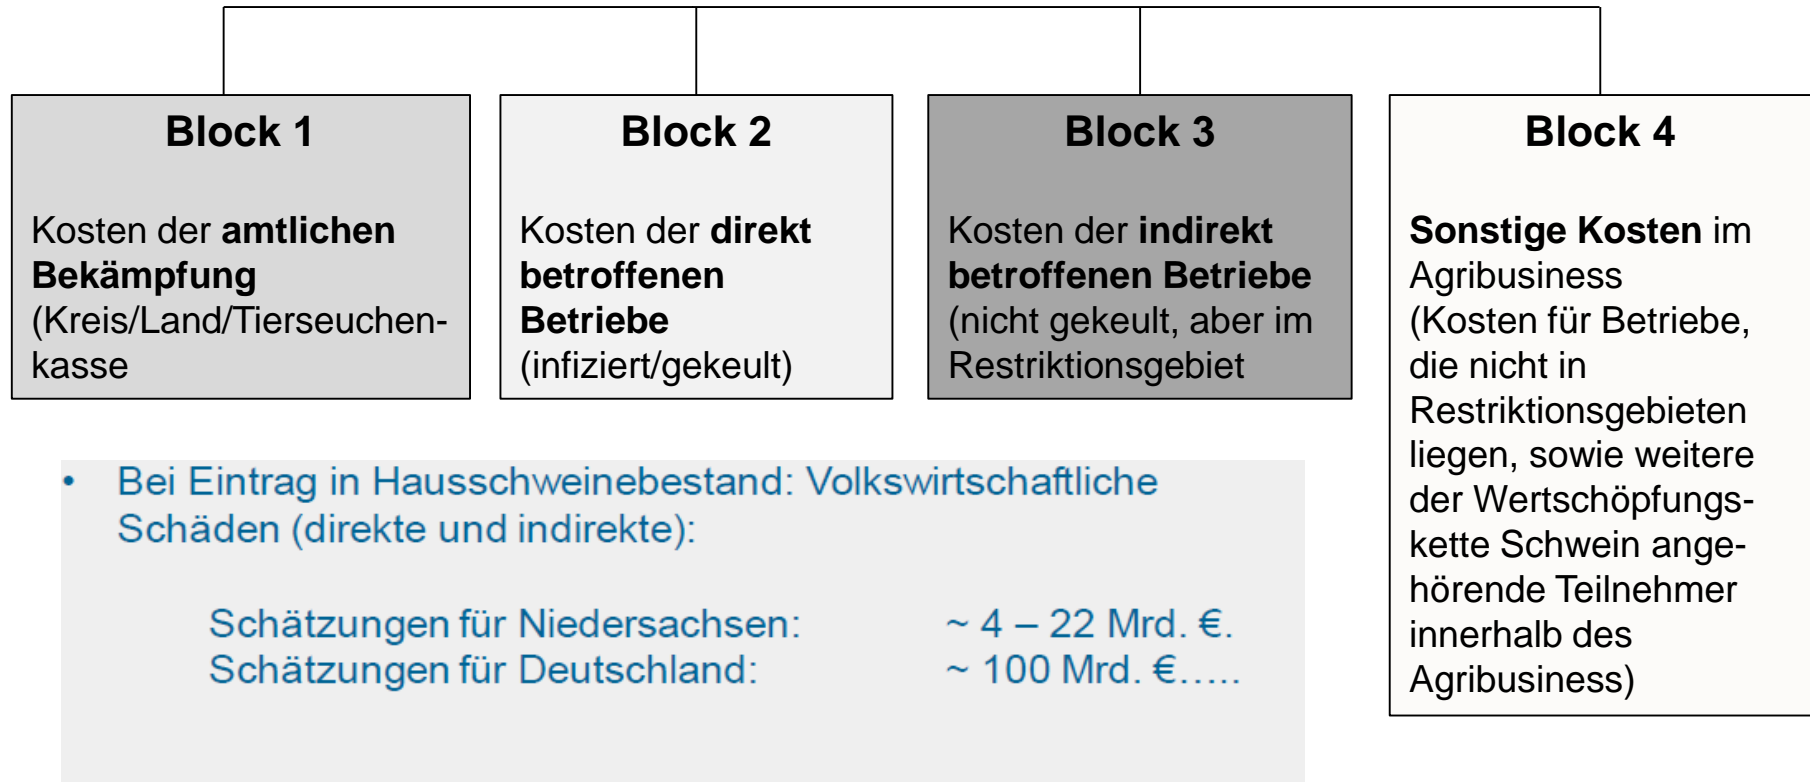 Block 1
Kosten der amtlichen
Bekämpfung
(Kreis/Land/Tierseuchen-
kasse
Block 2
Kosten der direkt
betroffenen
Betriebe
(infiziert/gekeult)
Block 3
Kosten der indirekt
betroffenen Betriebe
(nicht gekeult, aber im
Restriktionsgebiet
Block 4
Sonstige Kosten im
Agribusiness
(Kosten für Betriebe,
die nicht in
Restriktionsgebieten
liegen, sowie weitere
der Wertschöpfungs-
kette Schwein ange-
hörende Teilnehmer
innerhalb des
Agribusiness)
• Bei Eintrag in Hausschweinebestand: Volkswirtschaftliche
Schäden (direkte und indirekte):
Schätzungen für Niedersachsen: ~ 4 – 22 Mrd. €.
Schätzungen für Deutschland: ~ 100 Mrd. €.....